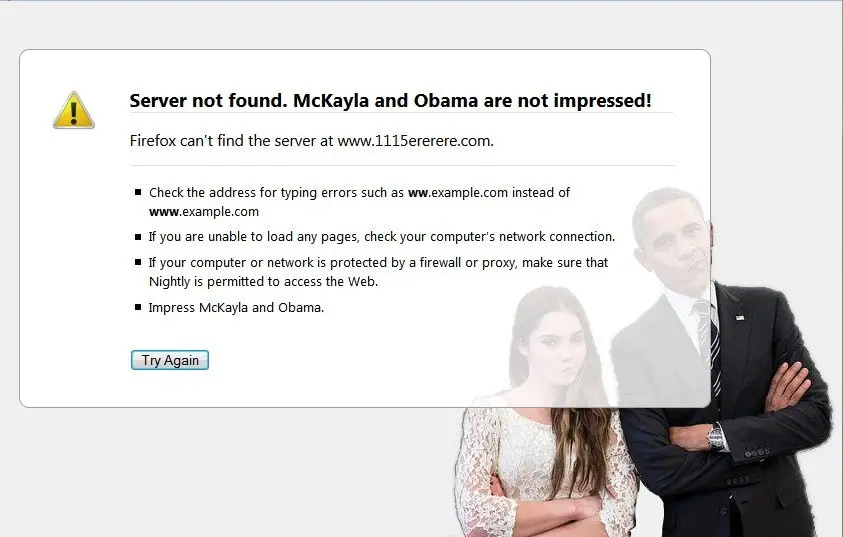 Server not found. McKayla and Obama are not impressed!
Firefox can't find the server at www.1115ererere.com.
Check the address for typing errors such as ww.example.com instead of
www.example.com
If you are unable to load any pages, check your computer's network connection.
If your computer or network is protected by a firewall or proxy, make sure that
Nightly is permitted to access the Web.
Impress McKayla and Obama.
Try Again